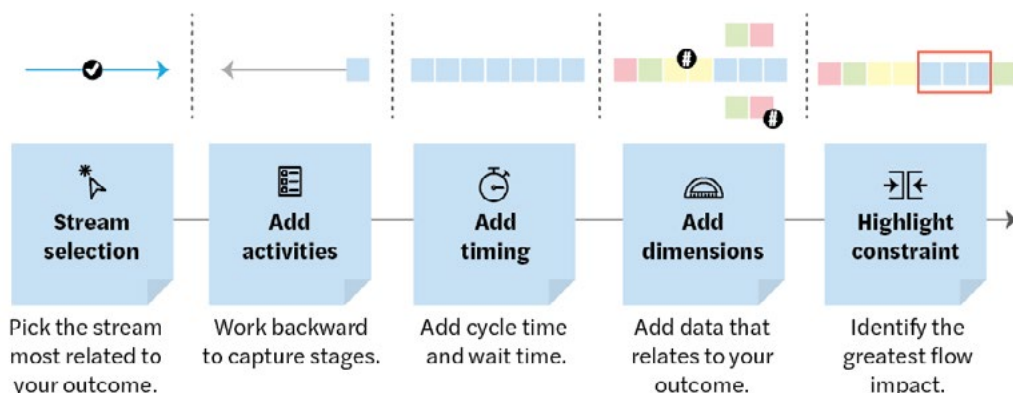 #
#
Stream
selection
Add
activities
Add
timing
Add
dimensions
Highlight
constraint
Pick the stream
most related to
your outcome.
Work backward
to capture stages.
Add cycle time
and wait time.
Add data that
relates to your
outcome.
Identify the
greatest flow
impact.